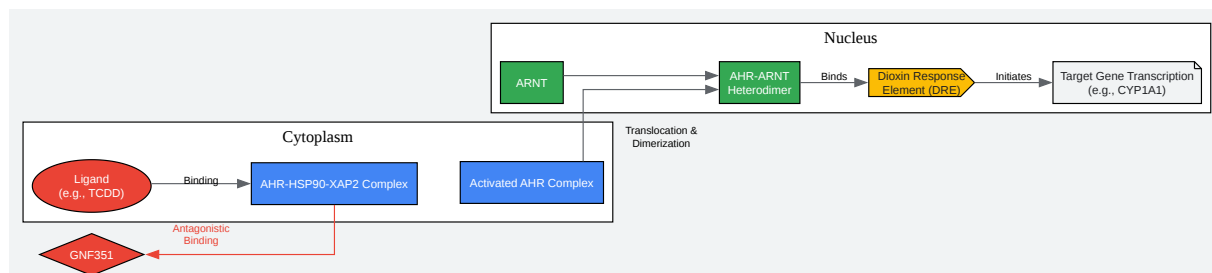 Nucleus
ARNT
AHR-ARNT
Heterodimer
Binds
Dioxin Response
Element (DRE)
Initiates
Target Gene Transcription
(e.g., CYP1A1)
Translocation &
Dimerization
Cytoplasm
Ligand
(e.g., TCDD)
Binding
AHR-HSP90-XAP2 Complex
Activated AHR Complex
Antagonistic
Binding
GNF351